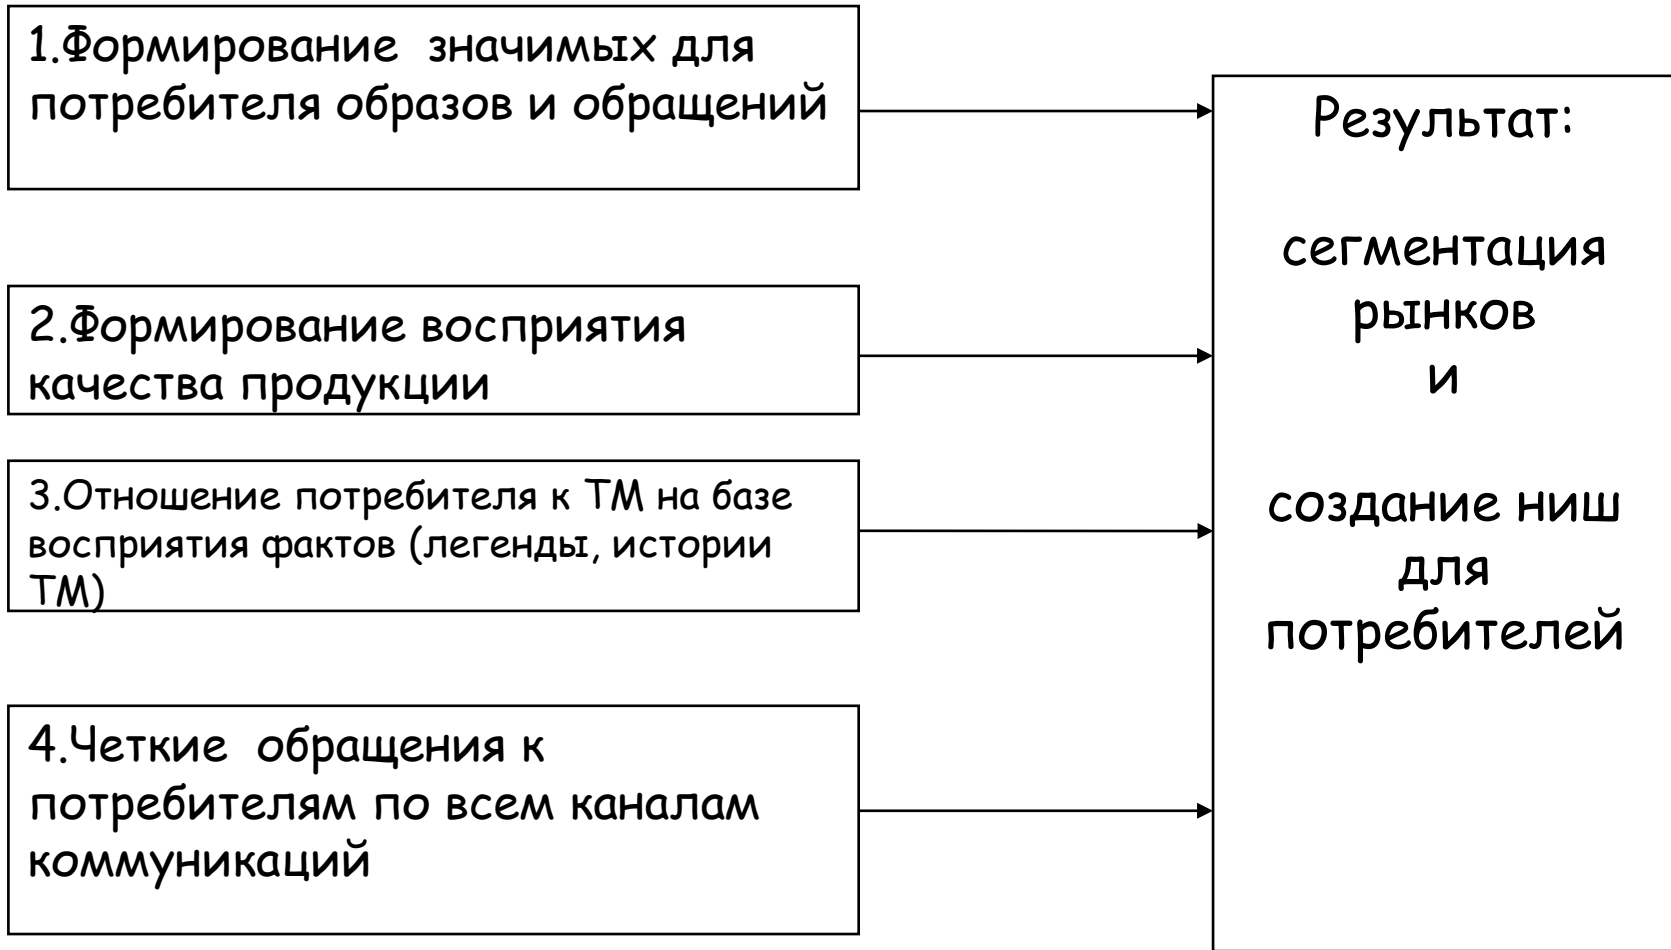 1.Формирование значимых для
потребителя образов и обращений
2.Формирование восприятия
качества продукции
3.Отношение потребителя к ТМ на базе
восприятия фактов (легенды, истории
ТМ)
4.Четкие обращения к
потребителям по всем каналам
коммуникаций
Результат:
сегментация
рынков
и
создание ниш
для
потребителей